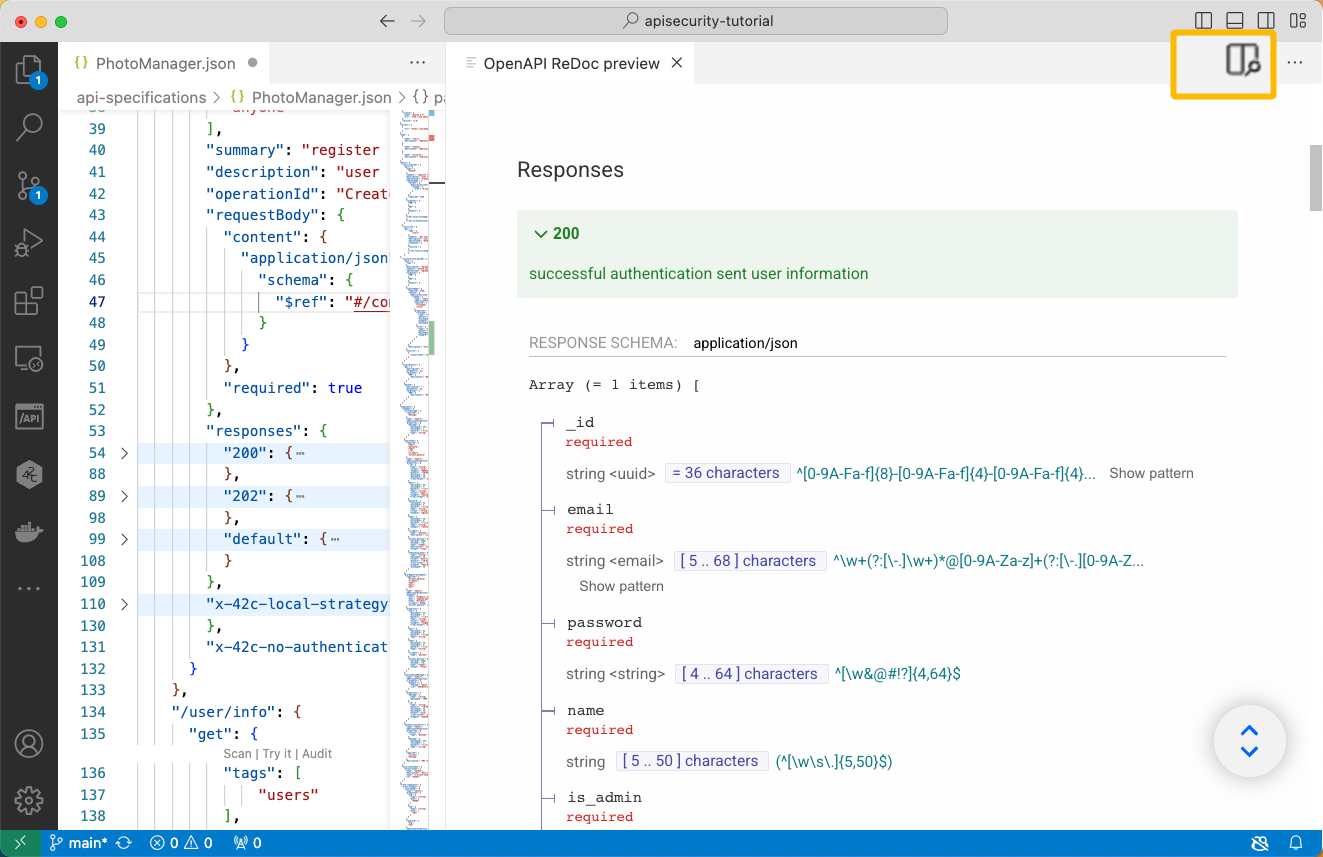 apisecurity-tutorial
{} PhotoManager.json
OpenAPI ReDoc preview
api-specifications > {} PhotoManager.json > {}
39 ],
40 "summary": "register
41 "description": "user
42 "operationId": "Creat
43 "requestBody": {
44 "content": {
45 "application/json
46 "schema": {
47 "$ref": "#/co
48 }
49 }
50 },
51 "required": true
52 },
53 "responses": {
54 "200": {⋯
88 },
89 "202": {⋯
98 },
99 "default": {⋯
108 }
109 },
110 "x-42c-local-strategy
130 },
131 "x-42c-no-authenticat
132 }
133 },
134 "/user/info": {
135 "get": {
Scan | Try it | Audit
136 "tags": [
137 "users"
138 ],
1
1
/API
Responses
200
successful authentication sent user information
RESPONSE SCHEMA: application/json
Array (= 1 items) [
_id
required
string <uuid> = 36 characters ^[0-9A-Fa-f]{8}-[0-9A-Fa-f]{4}-[0-9A-Fa-f]{4}... Show pattern
email
required
string <email> [ 5 .. 68 ] characters ^\w+(?:[\-.]\w+)*@[0-9A-Za-z]+(?:[\-.][0-9A-Z...
Show pattern
password
required
string <string> [ 4 .. 64 ] characters ^[\w&@#!?]{4,64}$
name
required
string [ 5 .. 50 ] characters (^[\w\s\.]{5,50}$)
is_admin
required
main* 0 0 0